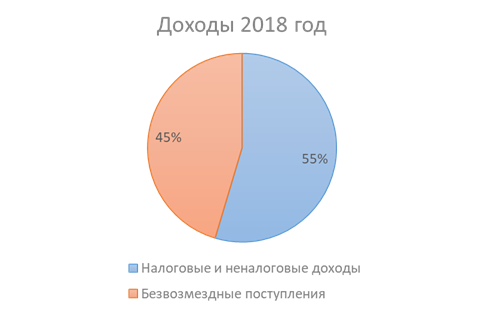 Доходы 2018 год
45%
55%
Налоговые и неналоговые доходы
Безвозмездные поступления